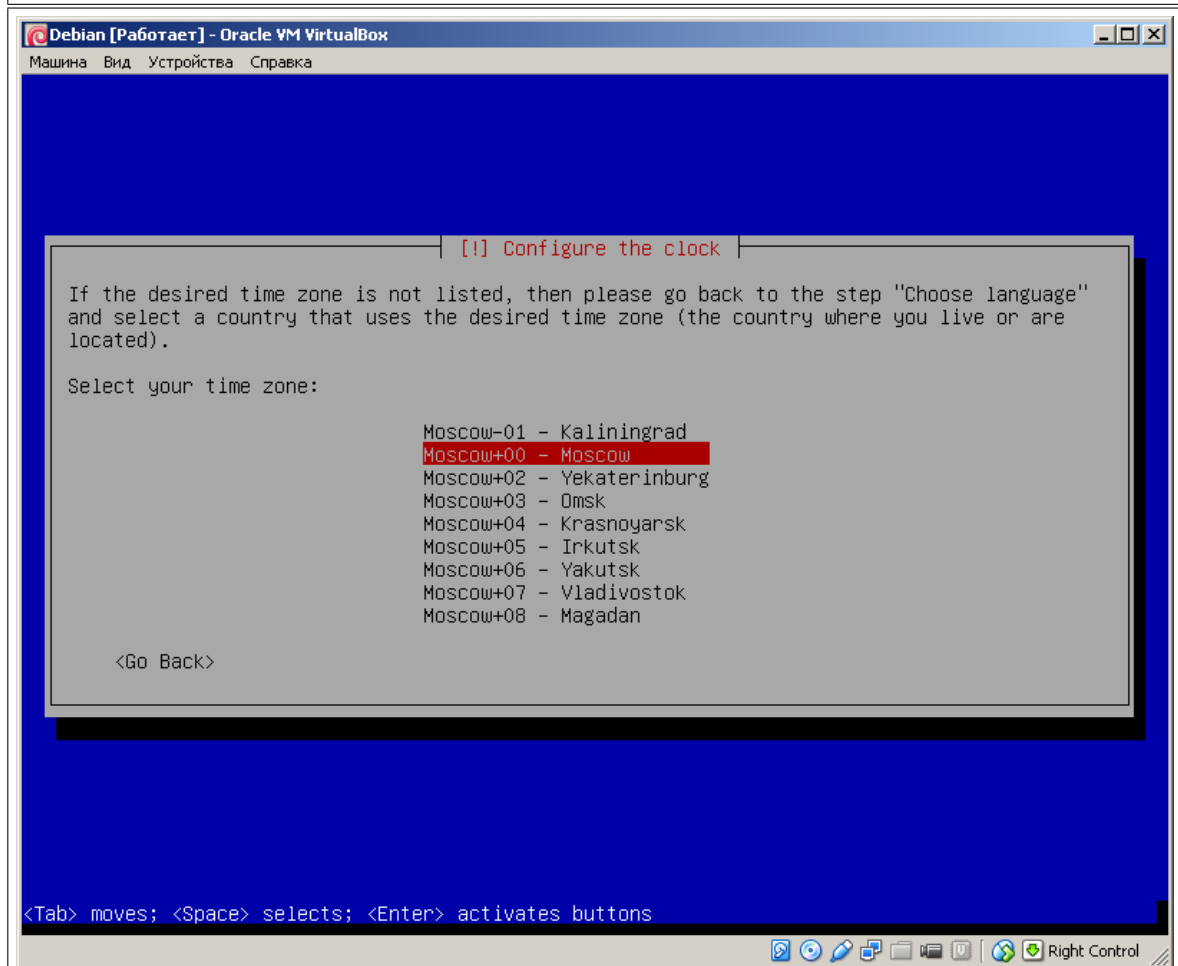 Debian [Работает] - Oracle VM VirtualBox
Машина Вид Устройства Справка
[!] Configure the clock
If the desired time zone is not listed, then please go back to the step "Choose language"
and select a country that uses the desired time zone (the country where you live or are
located).
Select your time zone:
Moscow-01 - Kaliningrad
Moscow+00 - Moscow
Moscow+02 - Yekaterinburg
Moscow+03 - Omsk
Moscow+04 - Krasnoyarsk
Moscow+05 - Irkutsk
Moscow+06 - Yakutsk
Moscow+07 - Vladivostok
Moscow+08 - Magadan
<Go Back>
<Tab> moves; <Space> selects; <Enter> activates buttons
Right Control